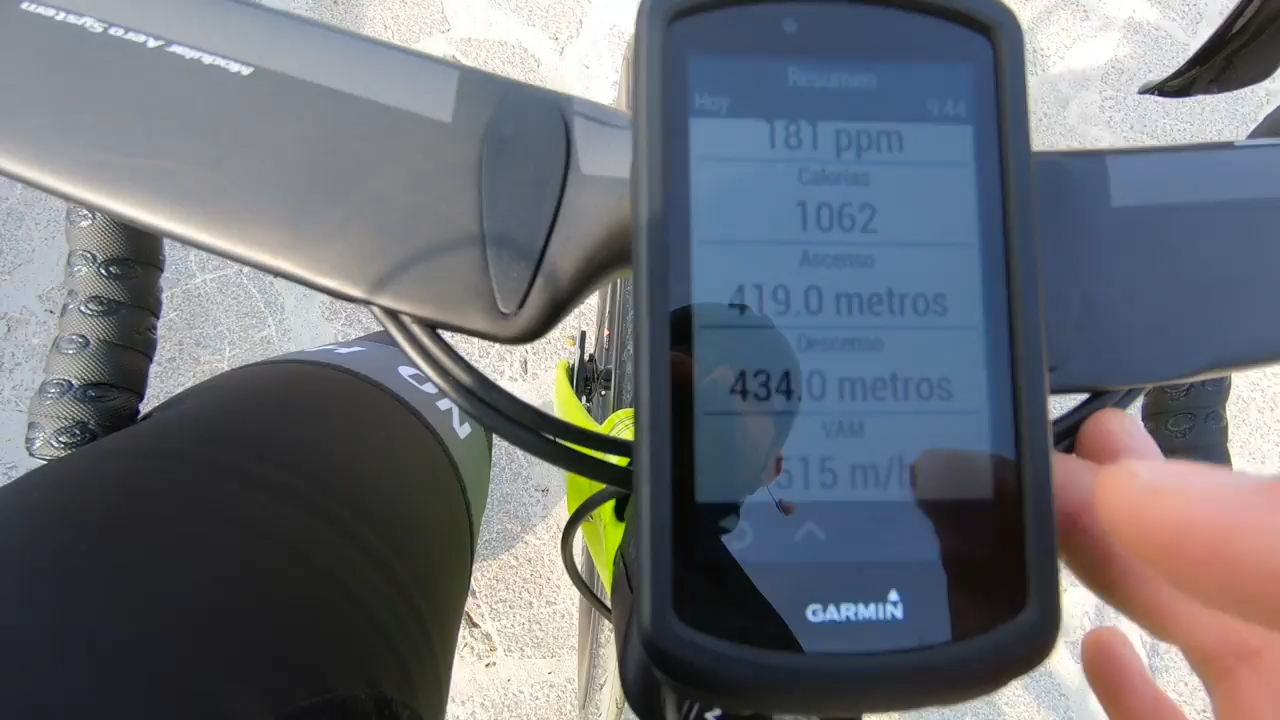 Modular Aero System
Resumen
Hoy 9:44
181 ppm
Calorías
1062
Ascenso
419.0 metros
Descenso
434.0 metros
VAM
515 m/h
GARMIN